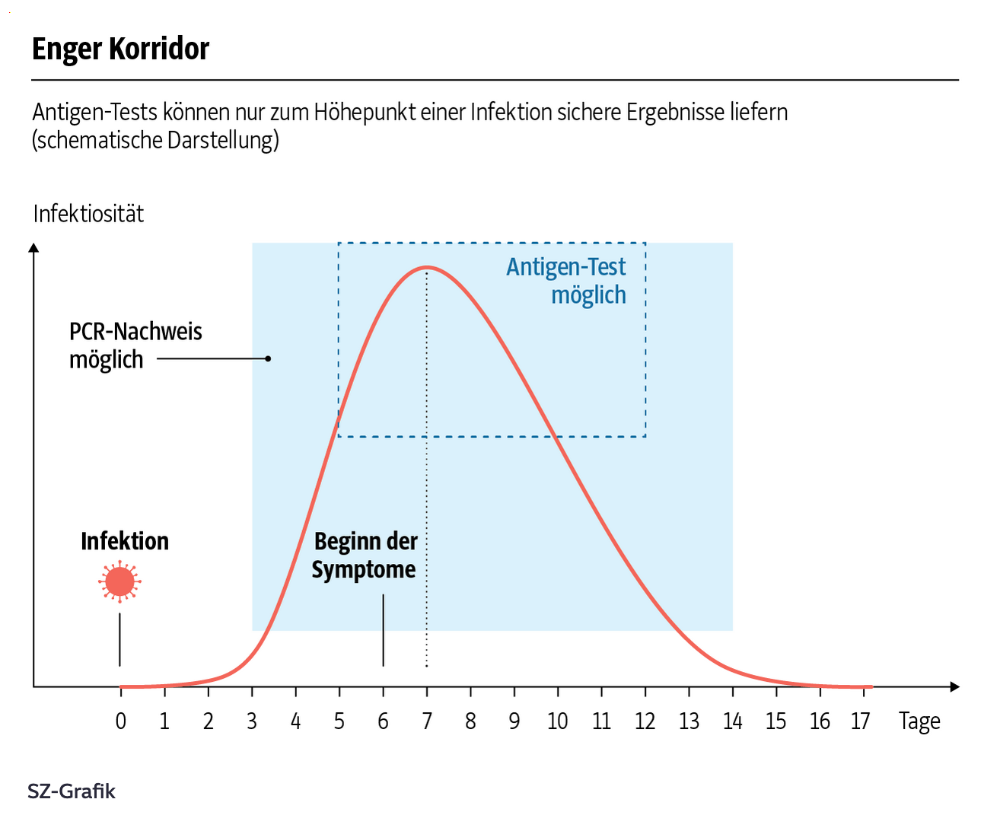 Enger Korridor
Antigen-Tests können nur zum Höhepunkt einer Infektion sichere Ergebnisse liefern
(schematische Darstellung)
Infektiosität
Antigen-Test
möglich
PCR-Nachweis
möglich
Infektion
Beginn der
Symptome
0 1 2 3 4 5 6 7 8 9 10 11 12 13 14 15 16 17 Tage
SZ-Grafik